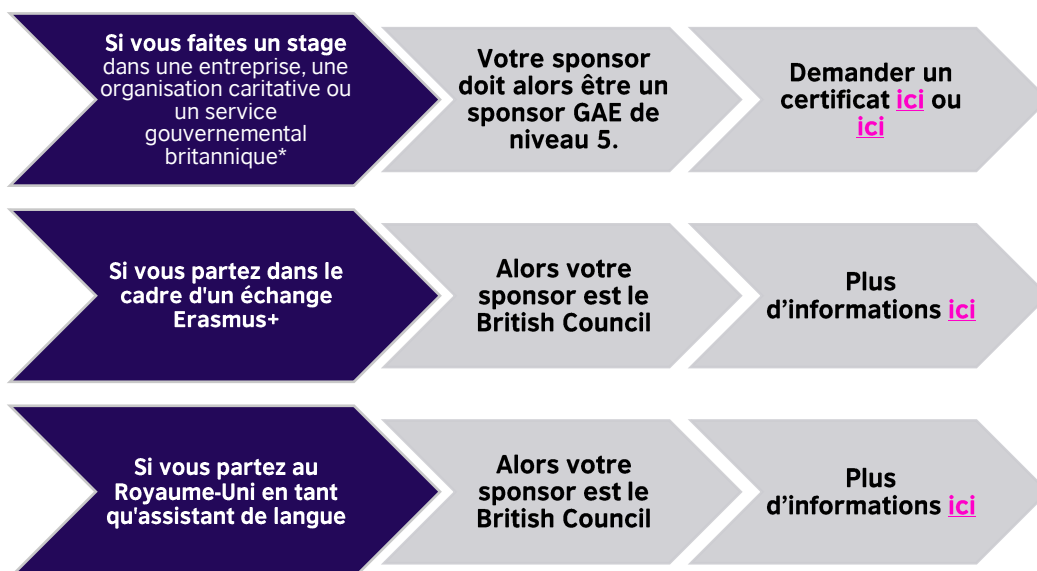 Si vous faites un stage
dans une entreprise, une
organisation caritative ou
un service
gouvernemental
britannique*
Votre sponsor
doit alors être un
sponsor GAE de
niveau 5.
Demander un
certificat ici ou
ici
Si vous partez dans le
cadre d'un échange
Erasmus+
Alors votre
sponsor est le
British Council
Plus
d’informations ici
Si vous partez au
Royaume-Uni en tant
qu'assistant de langue
Alors votre
sponsor est le
British Council
Plus
d’informations ici